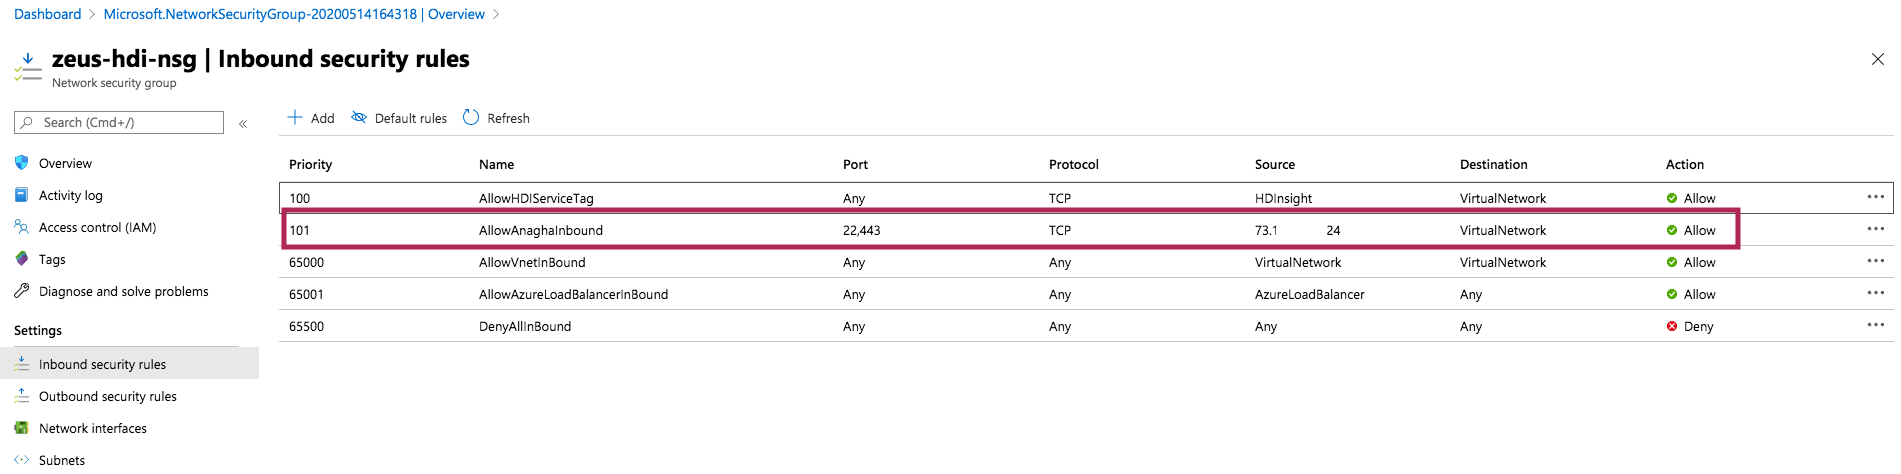 Dashboard > Microsoft.NetworkSecurityGroup-20200514164318 | Overview >
zeus-hdi-nsg | Inbound security rules
Network security group
Search (Cmd+/) «
Add Default rules Refresh
Overview
Activity log
Access control (IAM)
Tags
Diagnose and solve problems
Settings
Inbound security rules
Outbound security rules
Network interfaces
Subnets
Priority Name Port Protocol Source Destination Action
100 AllowHDIServiceTag Any TCP HDInsight VirtualNetwork Allow
101 AllowAnaghaInbound 22,443 TCP 73.1 24 VirtualNetwork Allow
65000 AllowVnetInBound Any Any VirtualNetwork VirtualNetwork Allow
65001 AllowAzureLoadBalancerInBound Any Any AzureLoadBalancer Any Allow
65500 DenyAllInBound Any Any Any Any Deny